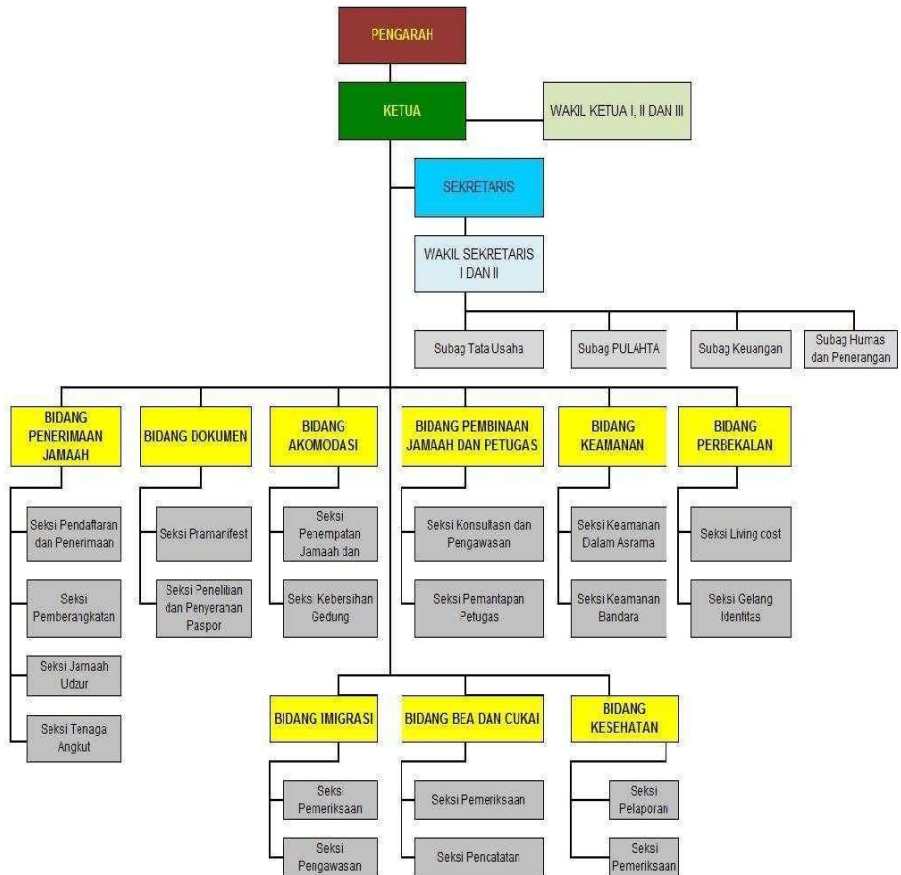 PENGARAH
KETUA
WAKIL KETUA I, II DAN III
SEKRETARIS
WAKIL SEKRETARIS
I DAN II
Subag Tata Usaha
Subag PULAHTA
Subag Keuangan
Subag Humas
dan Penerangan
BIDANG
PENERIMAAN
JAMAAH
BIDANG DOKUMEN
BIDANG
AKOMODASI
BIDANG PEMBINAAN
JAMAAH DAN PETUGAS
BIDANG
KEAMANAN
BIDANG
PERBEKALAN
Seksi Pendaftaran
dan Penerimaan
Seksi Pramanifest
Seksi
Penempatan
Jamaah dan
Seksi Konsultasn dan
Pengawasan
Seksi Keamanan
Dalam Asrama
Seksi Living cost
Seksi
Pemberangkatan
Seksi Penelitian
dan Penyerahan
Paspor
Seksi Kebersihan
Gedung
Seksi Pemantapan
Petugas
Seksi Keamanan
Bandara
Seksi Gelang
Identitas
Seksi Jamaah
Udzur
Seksi Tenaga
Angkut
BIDANG IMIGRASI
BIDANG BEA DAN CUKAI
BIDANG
KESEHATAN
Seksi
Pemeriksaan
Seksi Pemeriksaan
Seksi
Pelaporan
Seksi
Pengawasan
Seksi Pencatatan
Seksi
Pemeriksaan